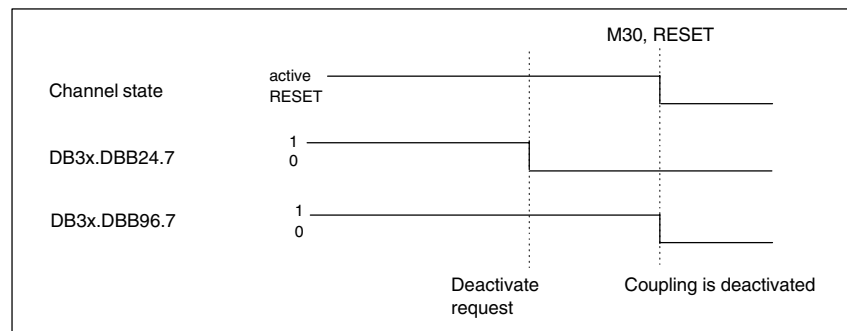 M30, RESET
Channel state
active
RESET
DB3x.DBB24.7
1
0
DB3x.DBB96.7
1
0
Deactivate
request
Coupling is deactivated